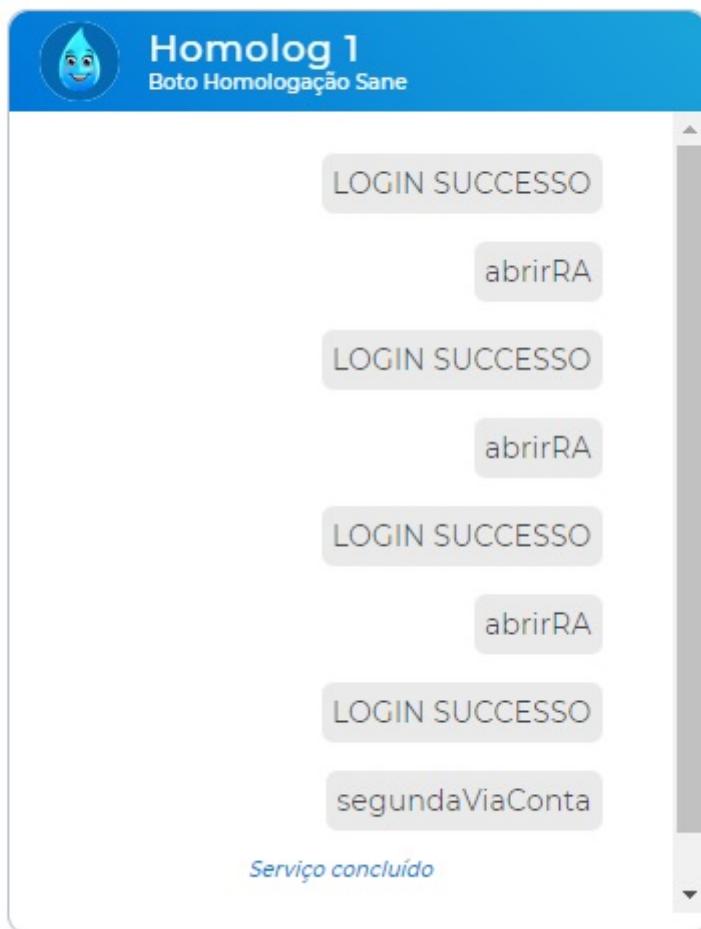 Homolog 1
Boto Homologação Sane
LOGIN SUCCESSO
abrirRA
LOGIN SUCCESSO
abrirRA
LOGIN SUCCESSO
abrirRA
LOGIN SUCCESSO
segundaViaConta
Serviço concluído